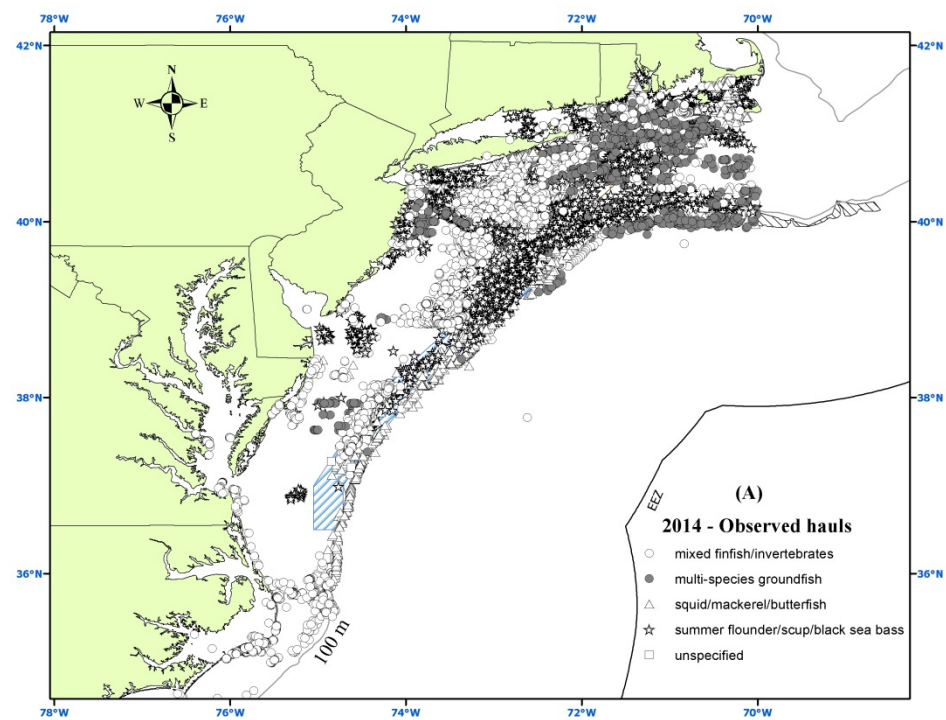 78°W 76°W 74°W 72°W 70°W
42°N 42°N
N
W E
S
40°N 40°N
38°N 38°N
EEZ
(A)
2014 - Observed hauls
mixed finfish/invertebrates
36°N 36°N
multi-species groundfish
squid/mackerel/butterfish
summer flounder/scup/black sea bass
100 m
unspecified
78°W 76°W 74°W 72°W 70°W